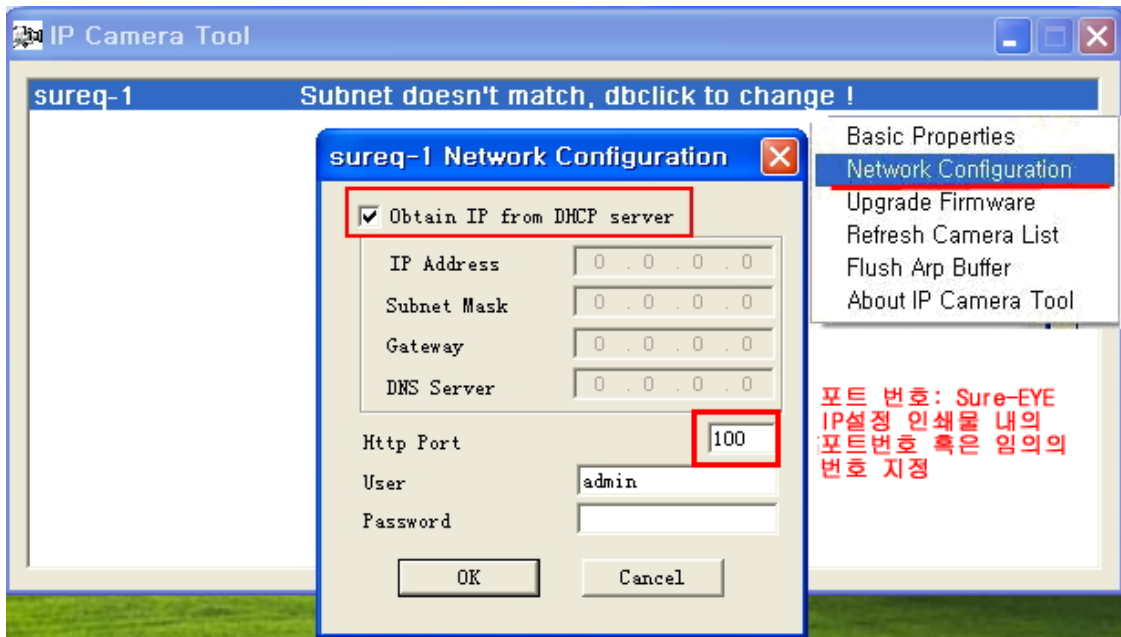 IP Camera Tool
sureq-1 Subnet doesn't match, dbclick to change !
sureq-1 Network Configuration
Obtain IP from DHCP server
IP Address 0 . 0 . 0 . 0
Subnet Mask 0 . 0 . 0 . 0
Gateway 0 . 0 . 0 . 0
DNS Server 0 . 0 . 0 . 0
Http Port 100
User admin
Password
OK Cancel
Basic Properties
Network Configuration
Upgrade Firmware
Refresh Camera List
Flush Arp Buffer
About IP Camera Tool
포트 번호: Sure-EYE
IP설정 인쇄물 내의
포트번호 혹은 임의의
번호 지정